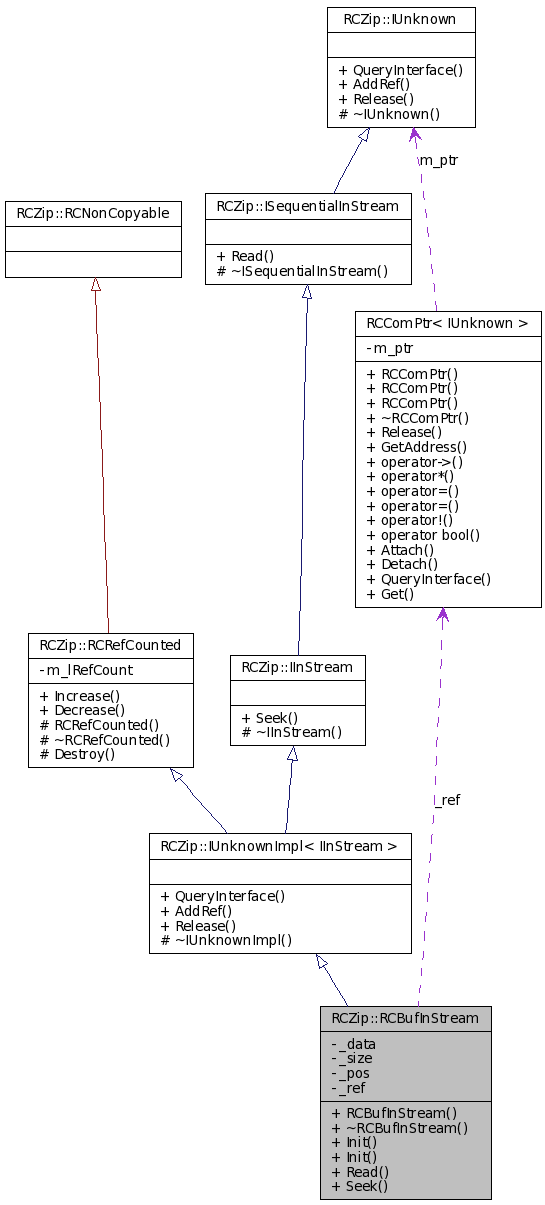 RCZip::IUnknown
+ QueryInterface()
+ AddRef()
+ Release()
# ~IUnknown()
m_ptr
RCZip::RCNonCopyable
RCZip::ISequentialInStream
+ Read()
# ~ISequentialInStream()
RCComPtr< IUnknown >
- m_ptr
+ RCComPtr()
+ RCComPtr()
+ RCComPtr()
+ ~RCComPtr()
+ Release()
+ GetAddress()
+ operator->()
+ operator*()
+ operator=()
+ operator=()
+ operator!()
+ operator bool()
+ Attach()
+ Detach()
+ QueryInterface()
+ Get()
RCZip::RCRefCounted
- m_lRefCount
+ Increase()
+ Decrease()
# RCRefCounted()
# ~RCRefCounted()
# Destroy()
RCZip::IInStream
+ Seek()
# ~IInStream()
_ref
RCZip::IUnknownImpl< IInStream >
+ QueryInterface()
+ AddRef()
+ Release()
# ~IUnknownImpl()
RCZip::RCBufInStream
- _data
- _size
- _pos
- _ref
+ RCBufInStream()
+ ~RCBufInStream()
+ Init()
+ Init()
+ Read()
+ Seek()